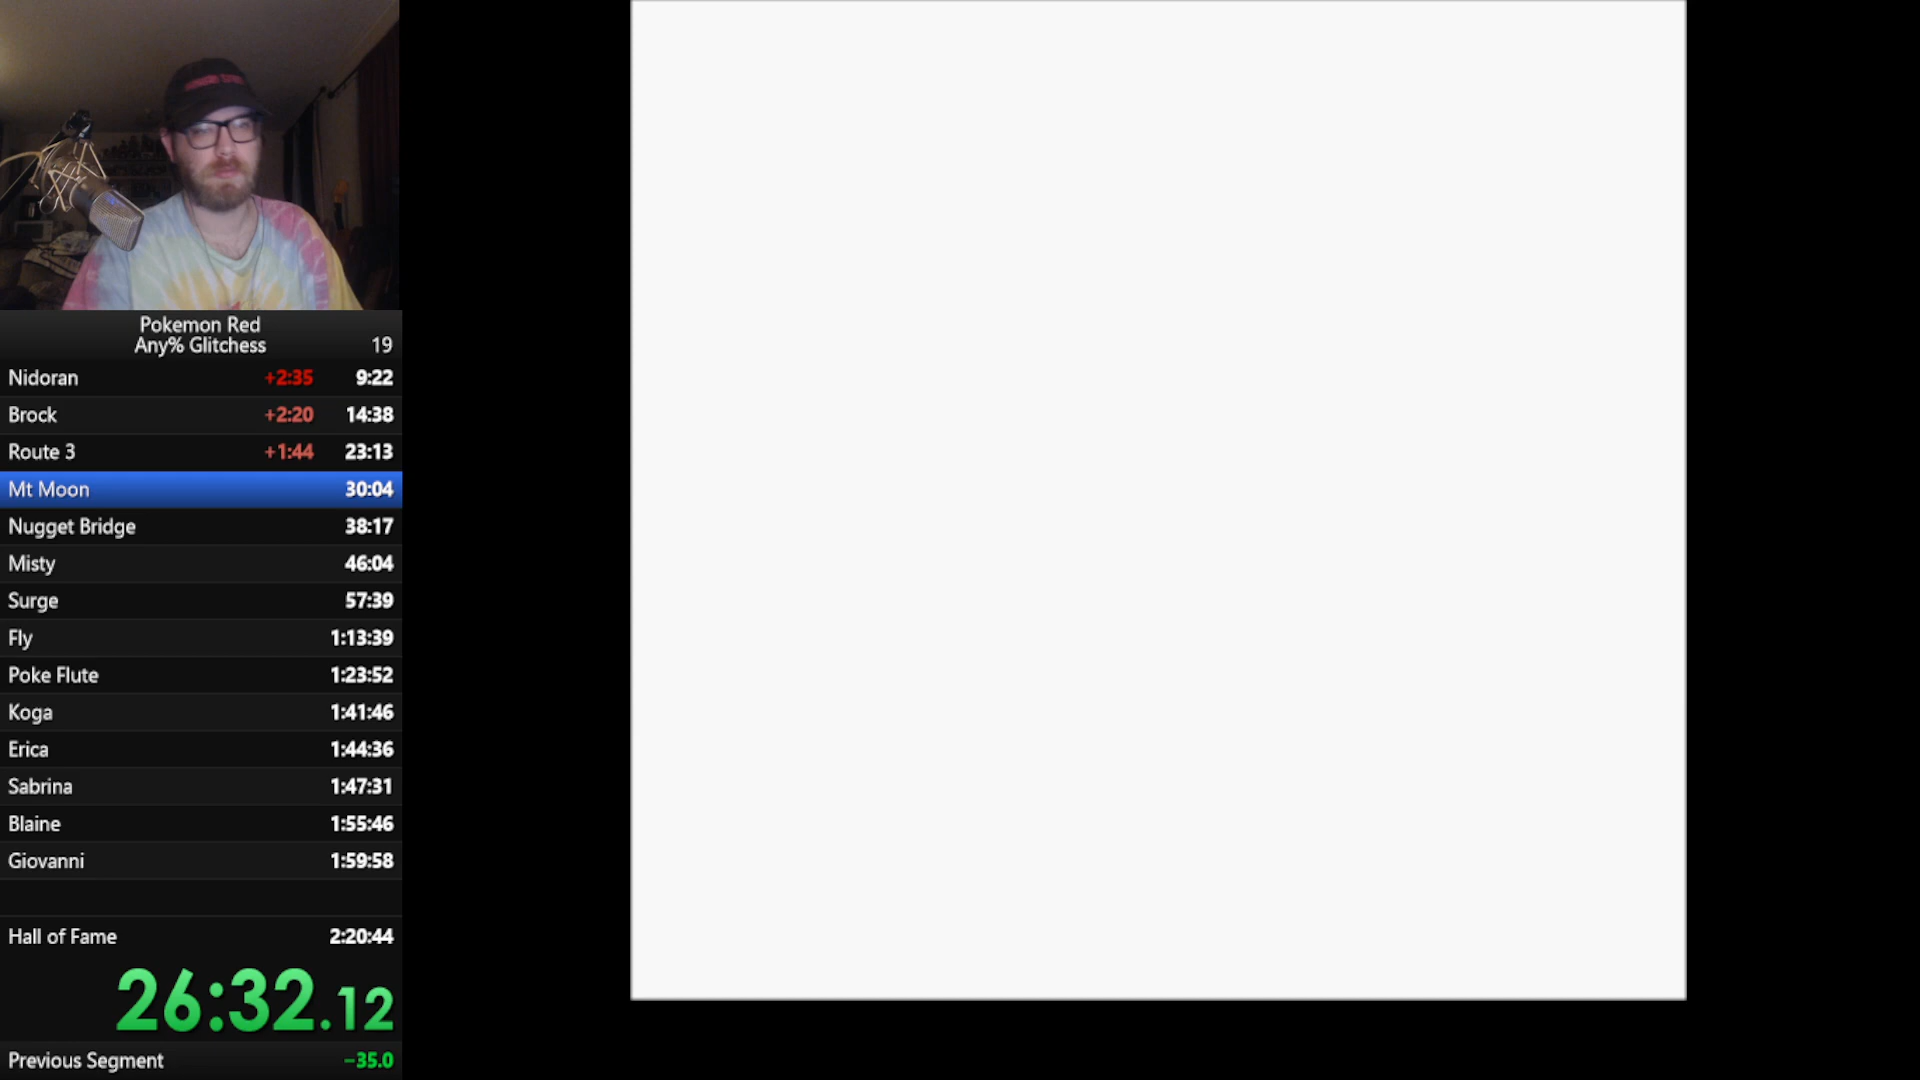 Pokemon Red
Any% Glitchess 19
Nidoran +2:35 9:22
Brock +2:20 14:38
Route 3 +1:44 23:13
Mt Moon 30:04
Nugget Bridge 38:17
Misty 46:04
Surge 57:39
Fly 1:13:39
Poke Flute 1:23:52
Koga 1:41:46
Erica 1:44:36
Sabrina 1:47:31
Blaine 1:55:46
Giovanni 1:59:58
Hall of Fame 2:20:44
26:32.12
Previous Segment −35.0